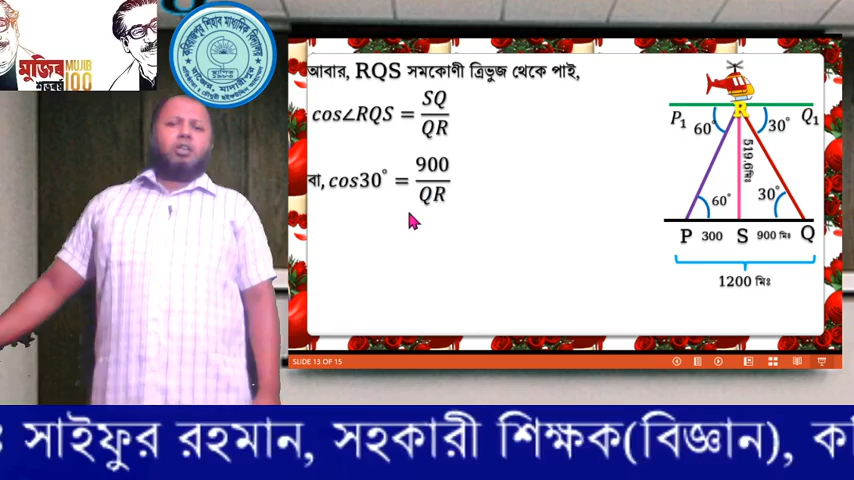 মুজিব
শতবর্ষ
MUJIB
100
আবার, RQS সমকোণী ত্রিভুজ থেকে পাই,
cos∠RQS = SQ/QR
বা, cos30° = 900/QR
R
P₁ 60° 30° Q₁
519.6মিঃ
60° 30°
P 300 S 900 মিঃ Q
1200 মিঃ
SLIDE 13 OF 15
ঃ সাইফুর রহমান, সহকারী শিক্ষক(বিজ্ঞান), ক